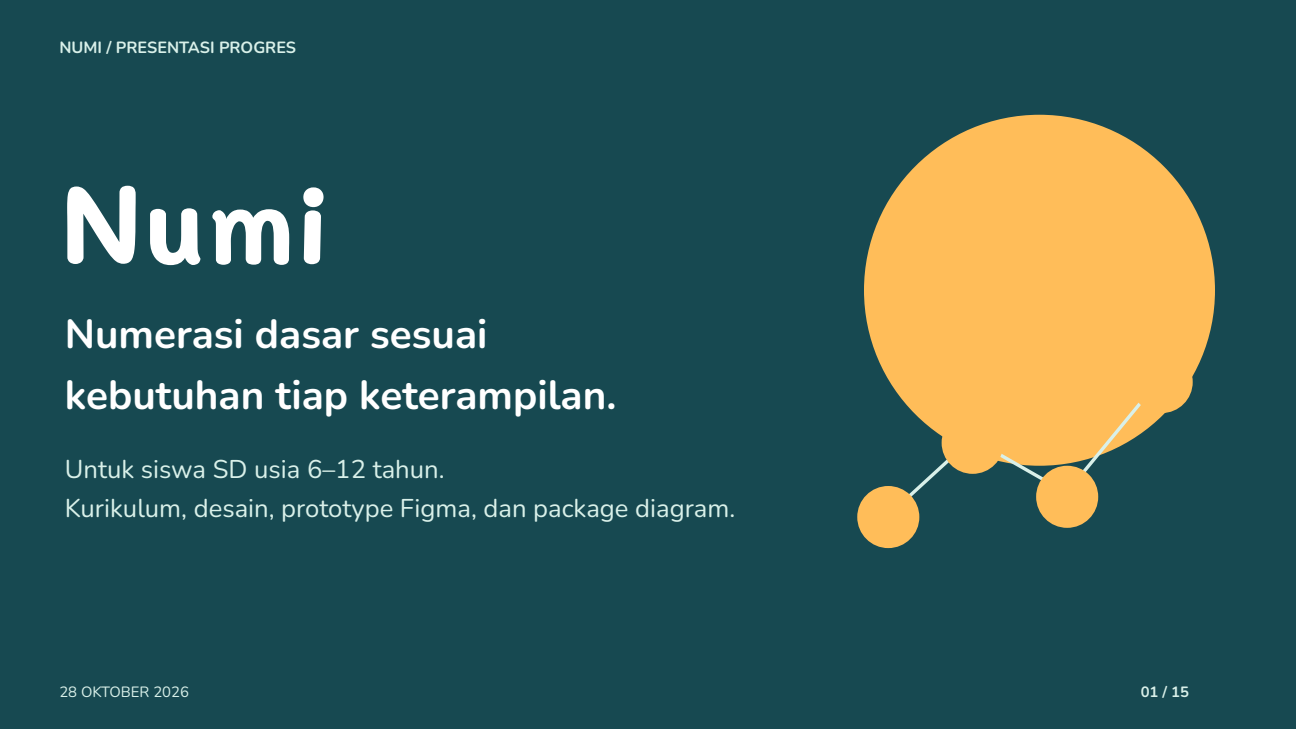 NUMI / PRESENTASI PROGRES
Numi
Numerasi dasar sesuai
kebutuhan tiap keterampilan.
Untuk siswa SD usia 6–12 tahun.
Kurikulum, desain, prototype Figma, dan package diagram.
28 OKTOBER 2026
01 / 15